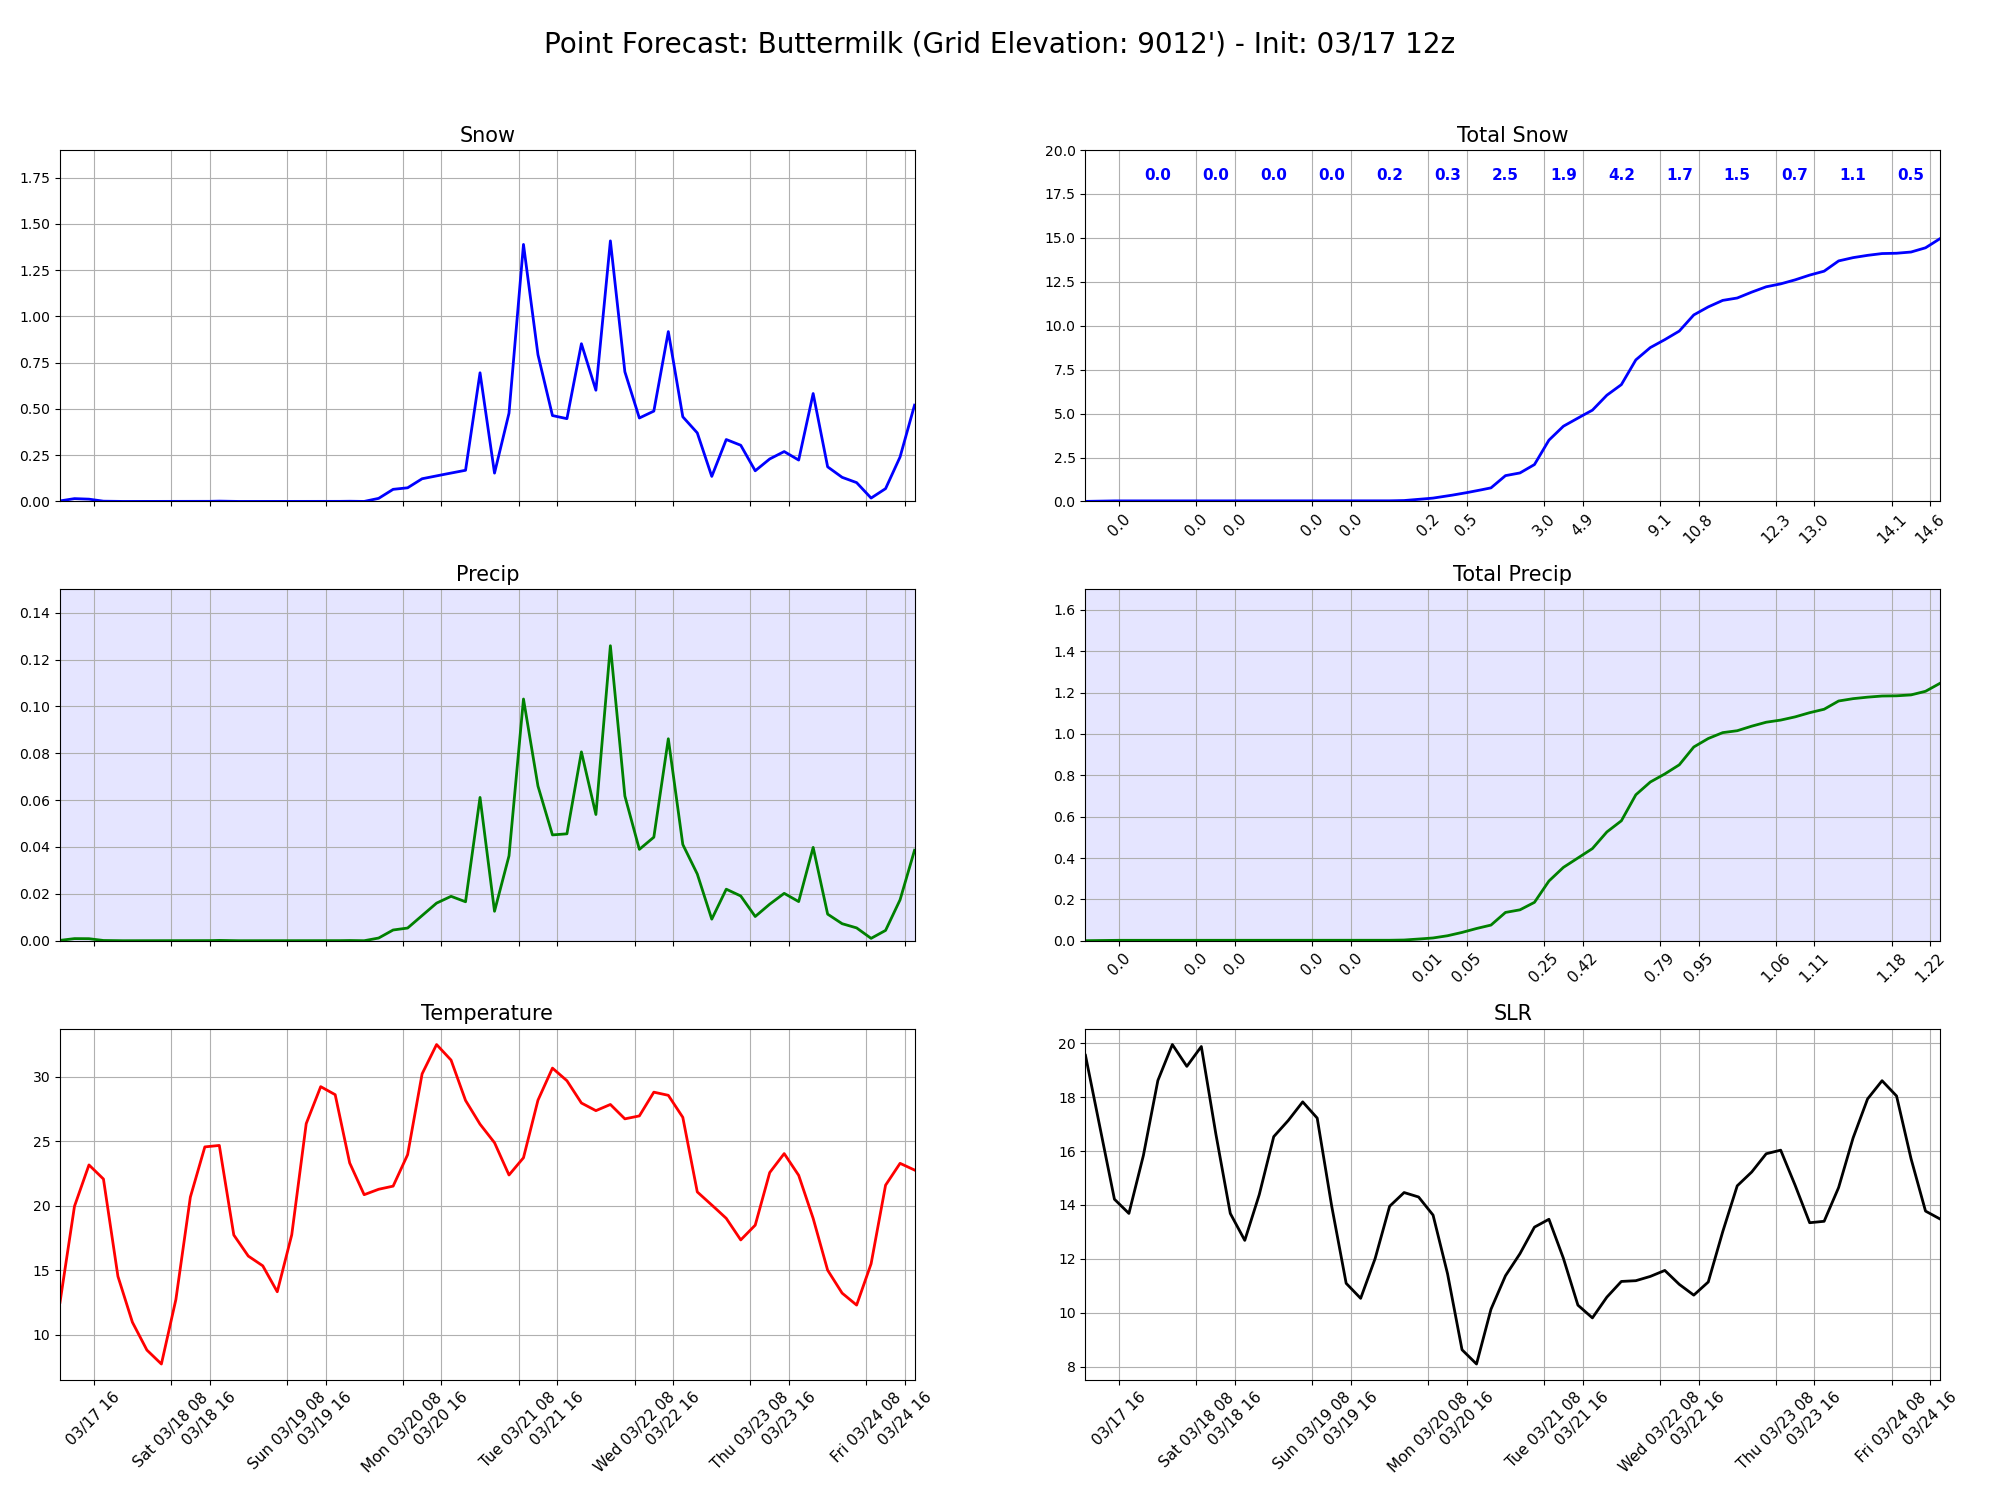 Point Forecast: Buttermilk (Grid Elevation: 9012') - Init: 03/17 12z
Snow
1.75
1.50
1.25
1.00
0.75
0.50
0.25
0.00
Total Snow
20.0
17.5
15.0
12.5
10.0
7.5
5.0
2.5
0.0
0.0 0.0 0.0 0.0 0.2 0.3 2.5 1.9 4.2 1.7 1.5 0.7 1.1 0.5
0.0 0.0 0.0 0.0 0.0 0.2 0.5 3.0 4.9 9.1 10.8 12.3 13.0 14.1 14.6
Precip
0.14
0.12
0.10
0.08
0.06
0.04
0.02
0.00
Total Precip
1.6
1.4
1.2
1.0
0.8
0.6
0.4
0.2
0.0
0.0 0.0 0.0 0.0 0.0 0.01 0.05 0.25 0.42 0.79 0.95 1.06 1.11 1.18 1.22
Temperature
30
25
20
15
10
03/17 16
Sat 03/18 08
03/18 16
Sun 03/19 08
03/19 16
Mon 03/20 08
03/20 16
Tue 03/21 08
03/21 16
Wed 03/22 08
03/22 16
Thu 03/23 08
03/23 16
Fri 03/24 08
03/24 16
SLR
20
18
16
14
12
10
8
03/17 16
Sat 03/18 08
03/18 16
Sun 03/19 08
03/19 16
Mon 03/20 08
03/20 16
Tue 03/21 08
03/21 16
Wed 03/22 08
03/22 16
Thu 03/23 08
03/23 16
Fri 03/24 08
03/24 16